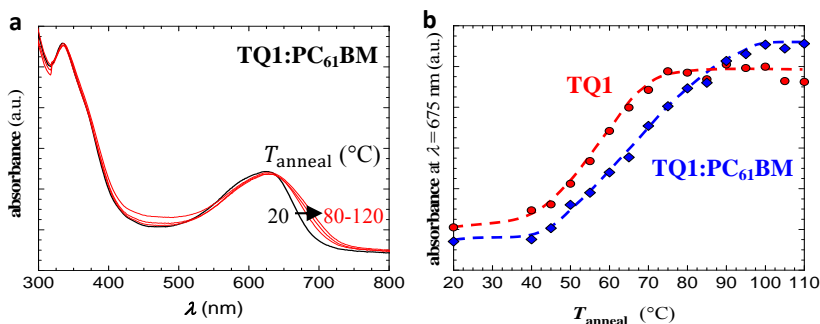 a
TQ1:PC61BM
Tanneal (°C)
20
80-120
absorbance (a.u.)
300 400 500 600 700 800
λ (nm)
b
TQ1
TQ1:PC61BM
absorbance at λ = 675 nm (a.u.)
20 30 40 50 60 70 80 90 100 110
Tanneal (°C)